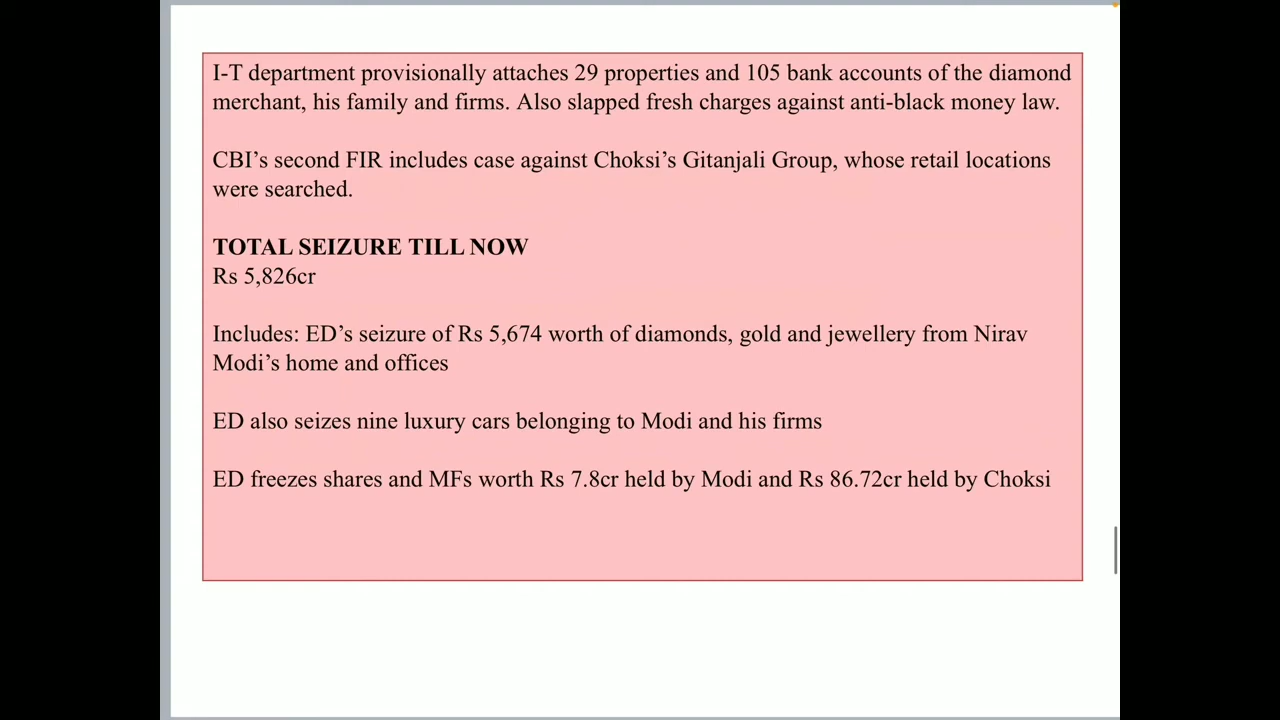 I-T department provisionally attaches 29 properties and 105 bank accounts of the diamond
merchant, his family and firms. Also slapped fresh charges against anti-black money law.
CBI’s second FIR includes case against Choksi’s Gitanjali Group, whose retail locations
were searched.
TOTAL SEIZURE TILL NOW
Rs 5,826cr
Includes: ED’s seizure of Rs 5,674 worth of diamonds, gold and jewellery from Nirav
Modi’s home and offices
ED also seizes nine luxury cars belonging to Modi and his firms
ED freezes shares and MFs worth Rs 7.8cr held by Modi and Rs 86.72cr held by Choksi